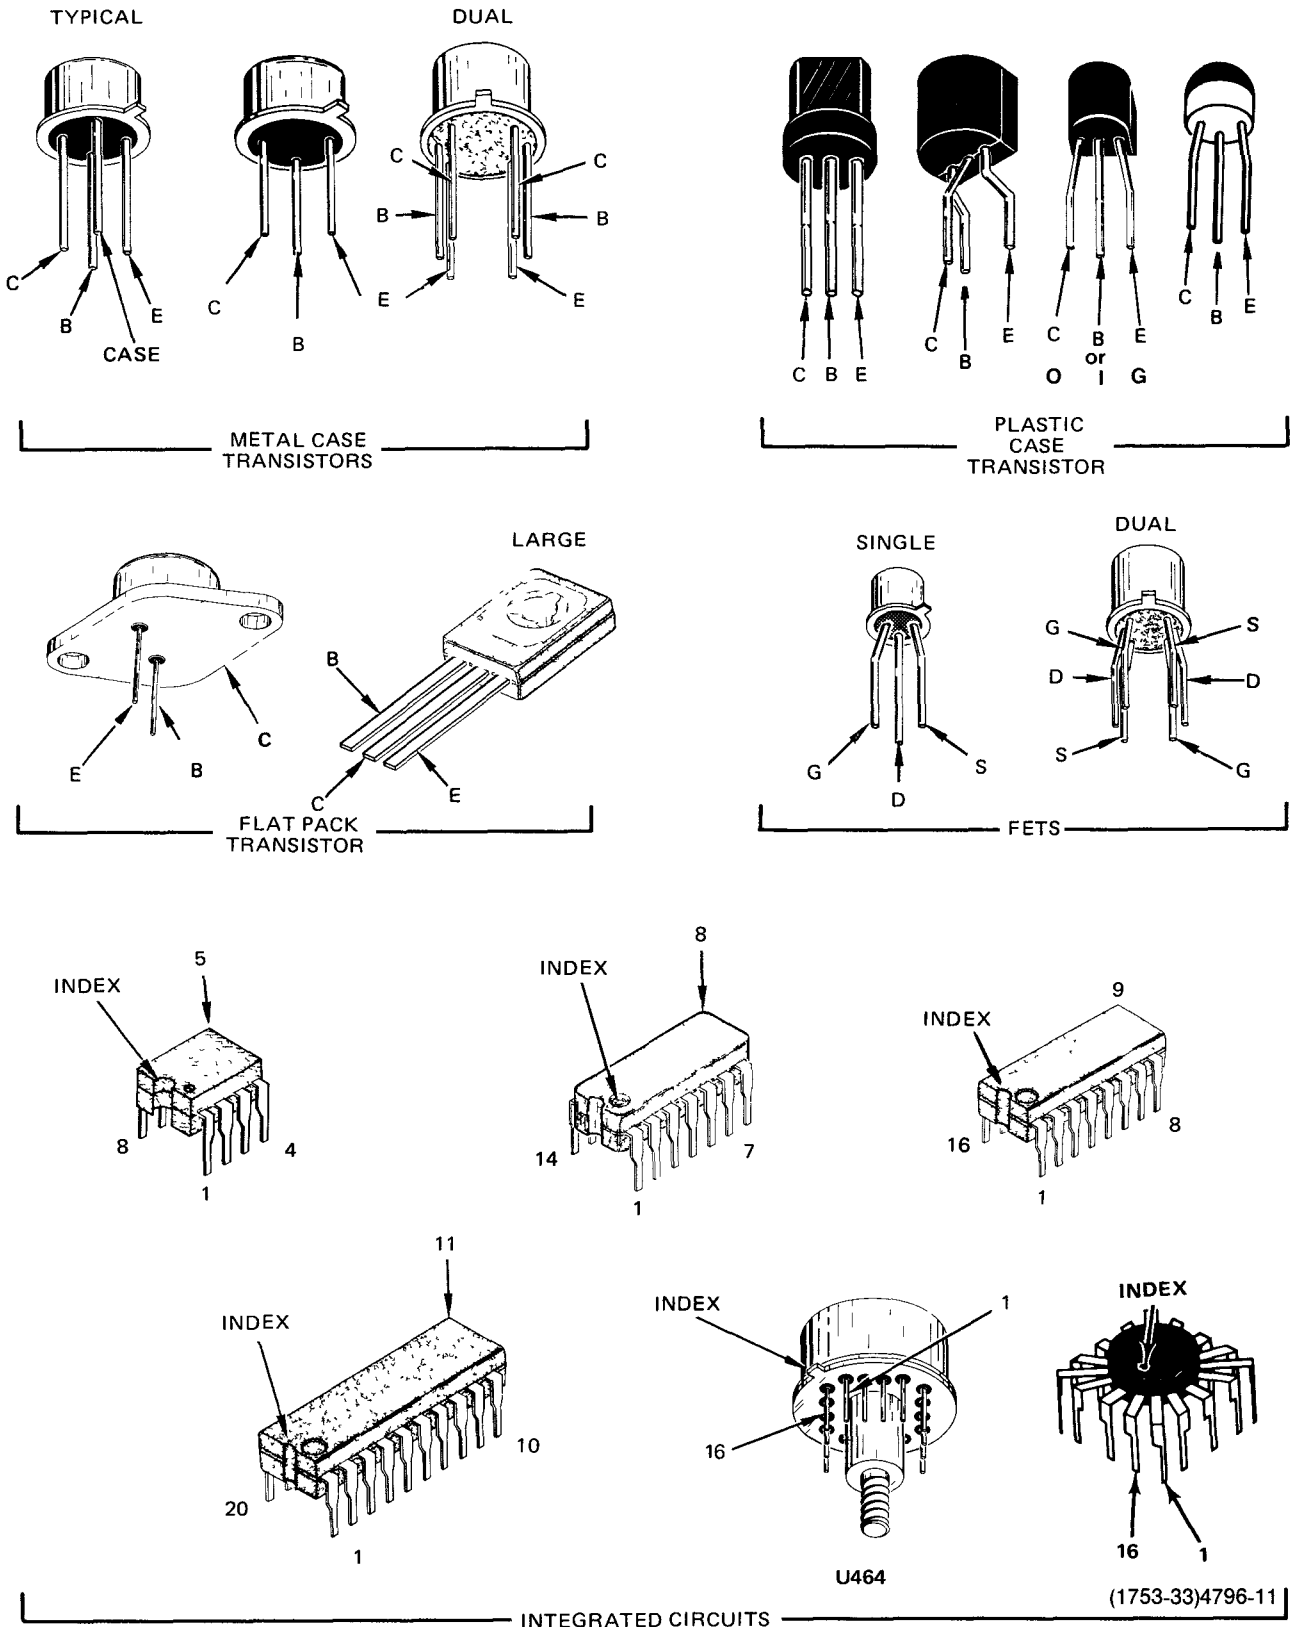 TYPICAL
DUAL
C
B
CASE
E
C
B
E
C
B
E
C
B
E
C B E
C
B
E
C B E
or
O I G
C
B
E
METAL CASE
TRANSISTORS
PLASTIC
CASE
TRANSISTOR
LARGE
E
B
C
B
C
E
FLAT PACK
TRANSISTOR
SINGLE
DUAL
G
D
S
G
D
S
S
D
G
FETS
5
INDEX
8
4
1
8
INDEX
14
7
1
9
INDEX
16
8
1
11
INDEX
20
10
1
INDEX
1
16
U464
INDEX
16
1
(1753-33)4796-11
INTEGRATED CIRCUITS